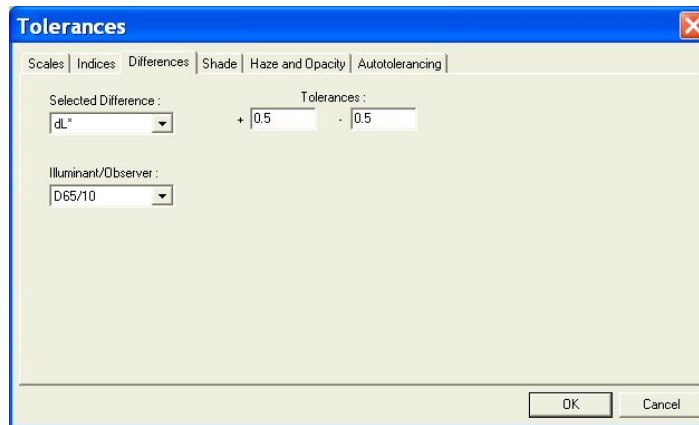 Tolerances
Scales Indices Differences Shade Haze and Opacity Autotolerancing
Selected Difference : Tolerances :
dL* + 0.5 - 0.5
Illuminant/Observer :
D65/10
OK Cancel